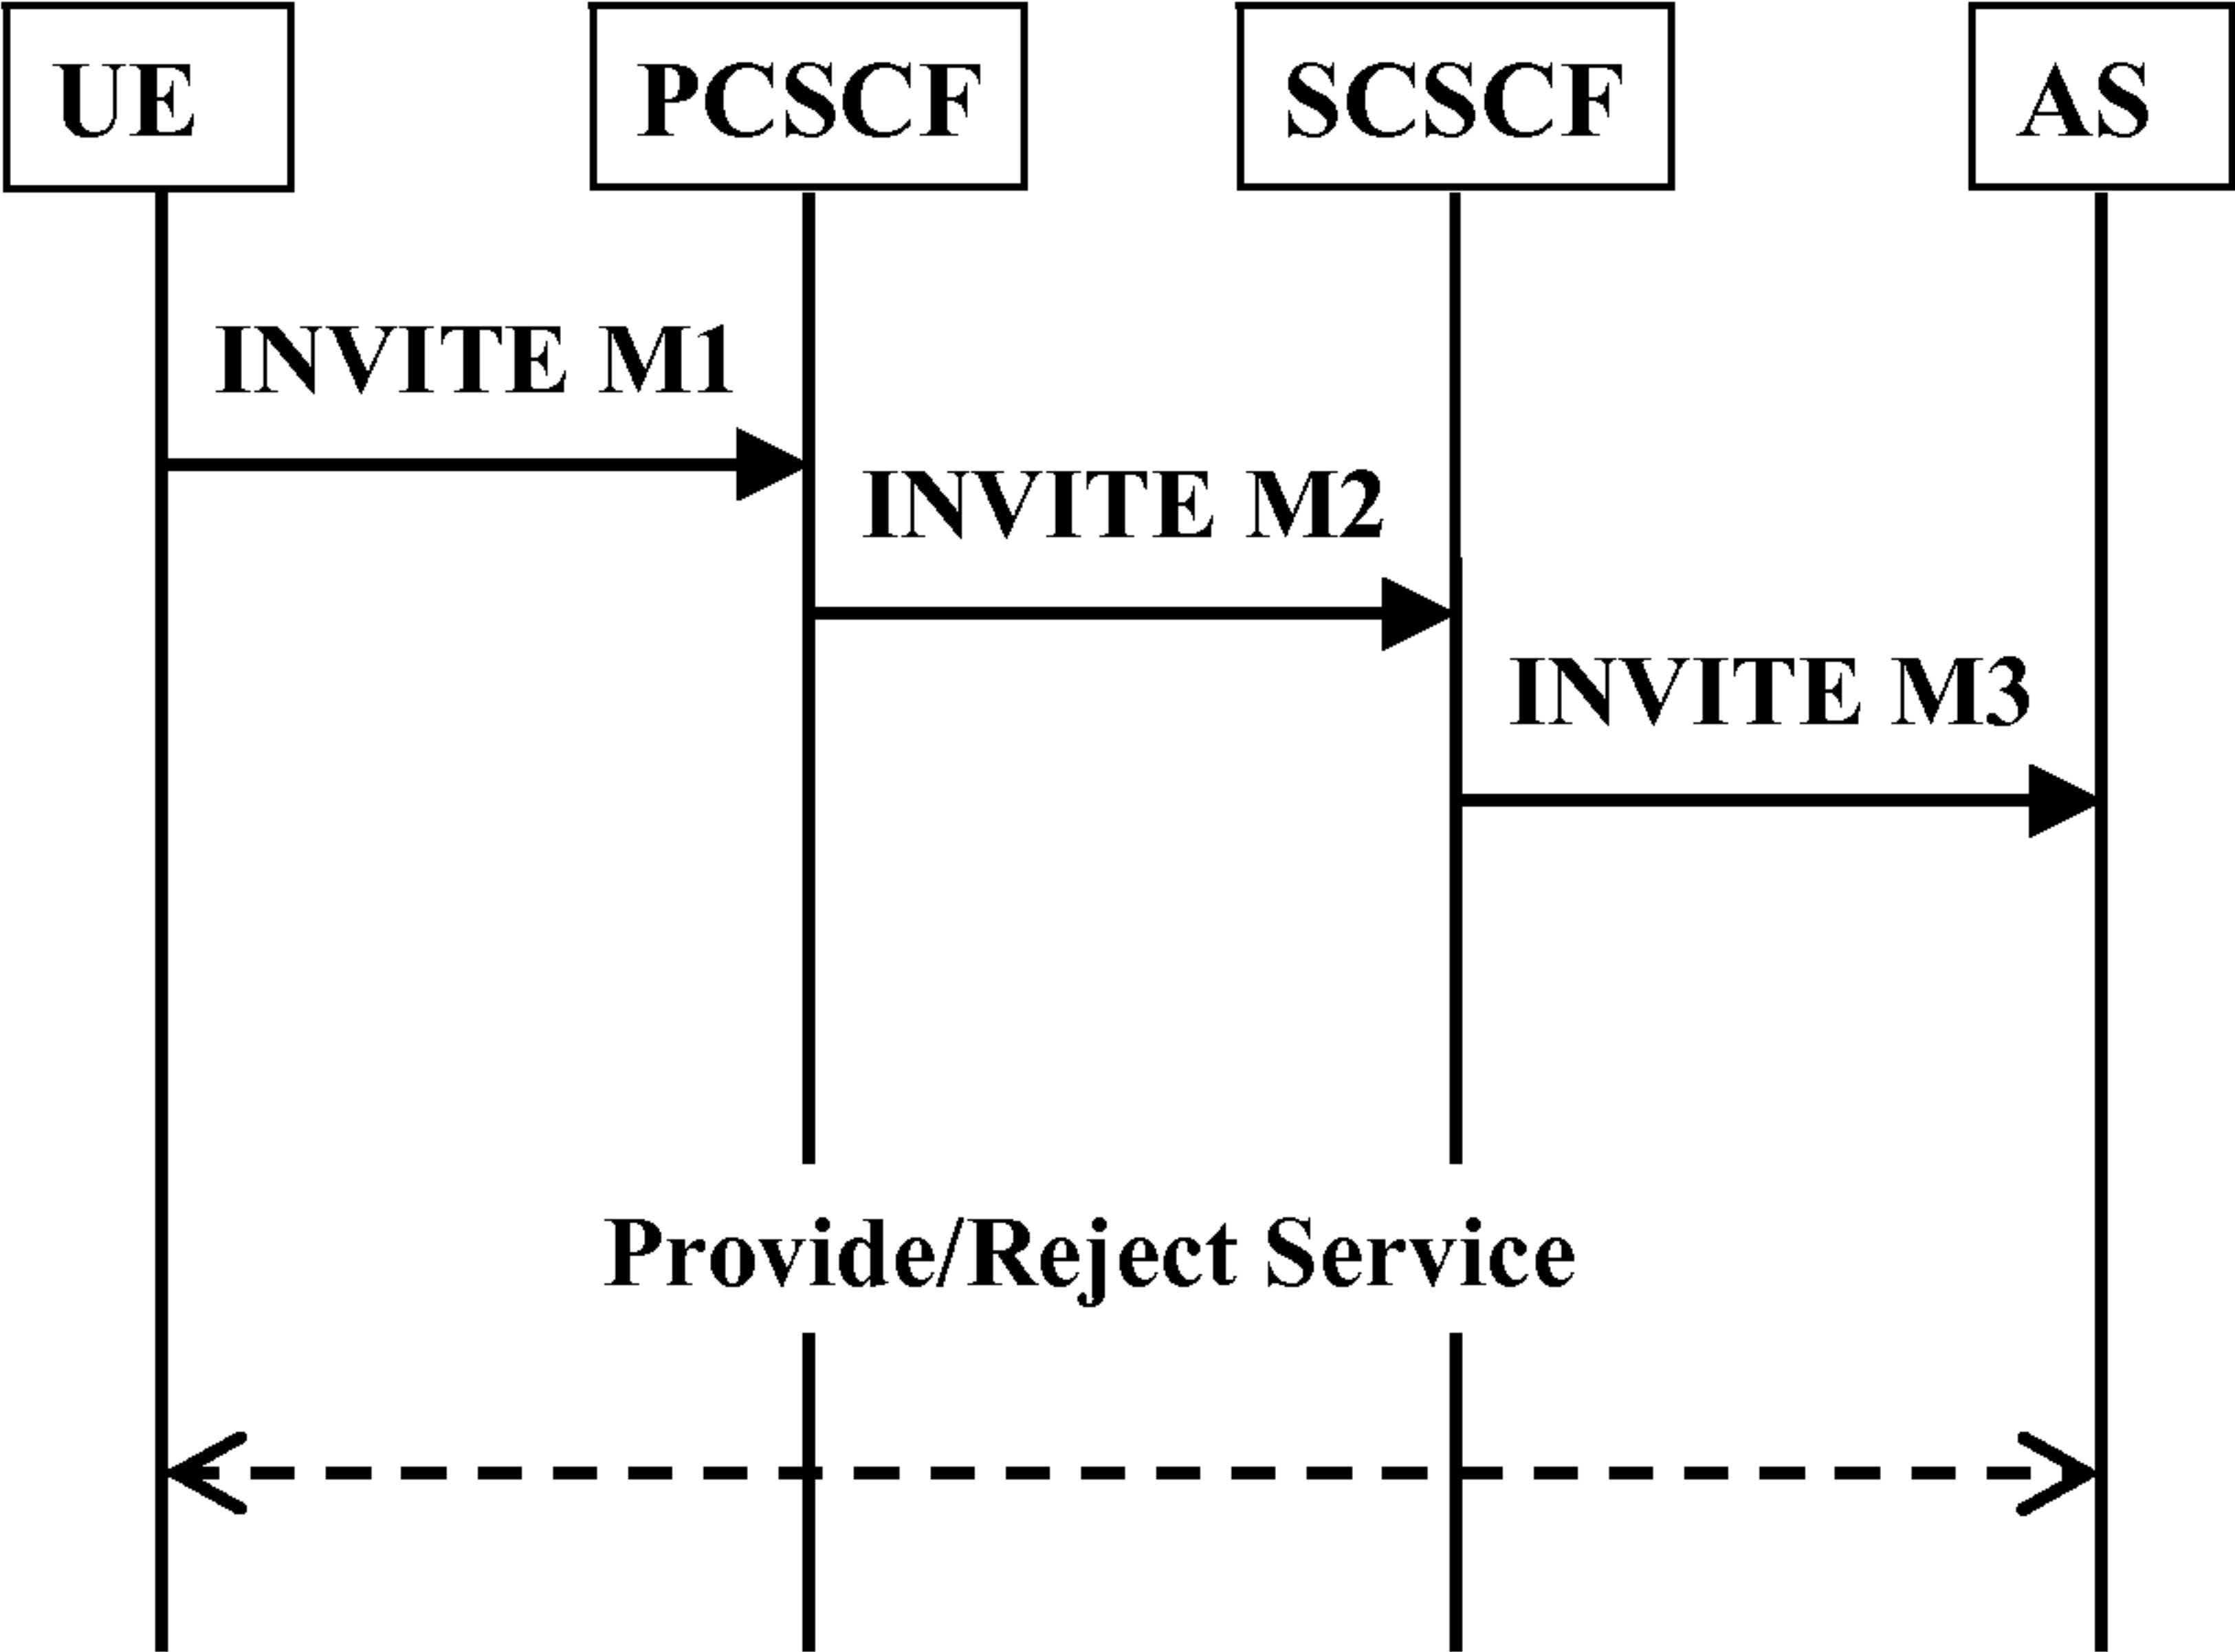 UE
PCSCF
SCSCF
AS
INVITE M1
INVITE M2
INVITE M3
Provide/Reject Service